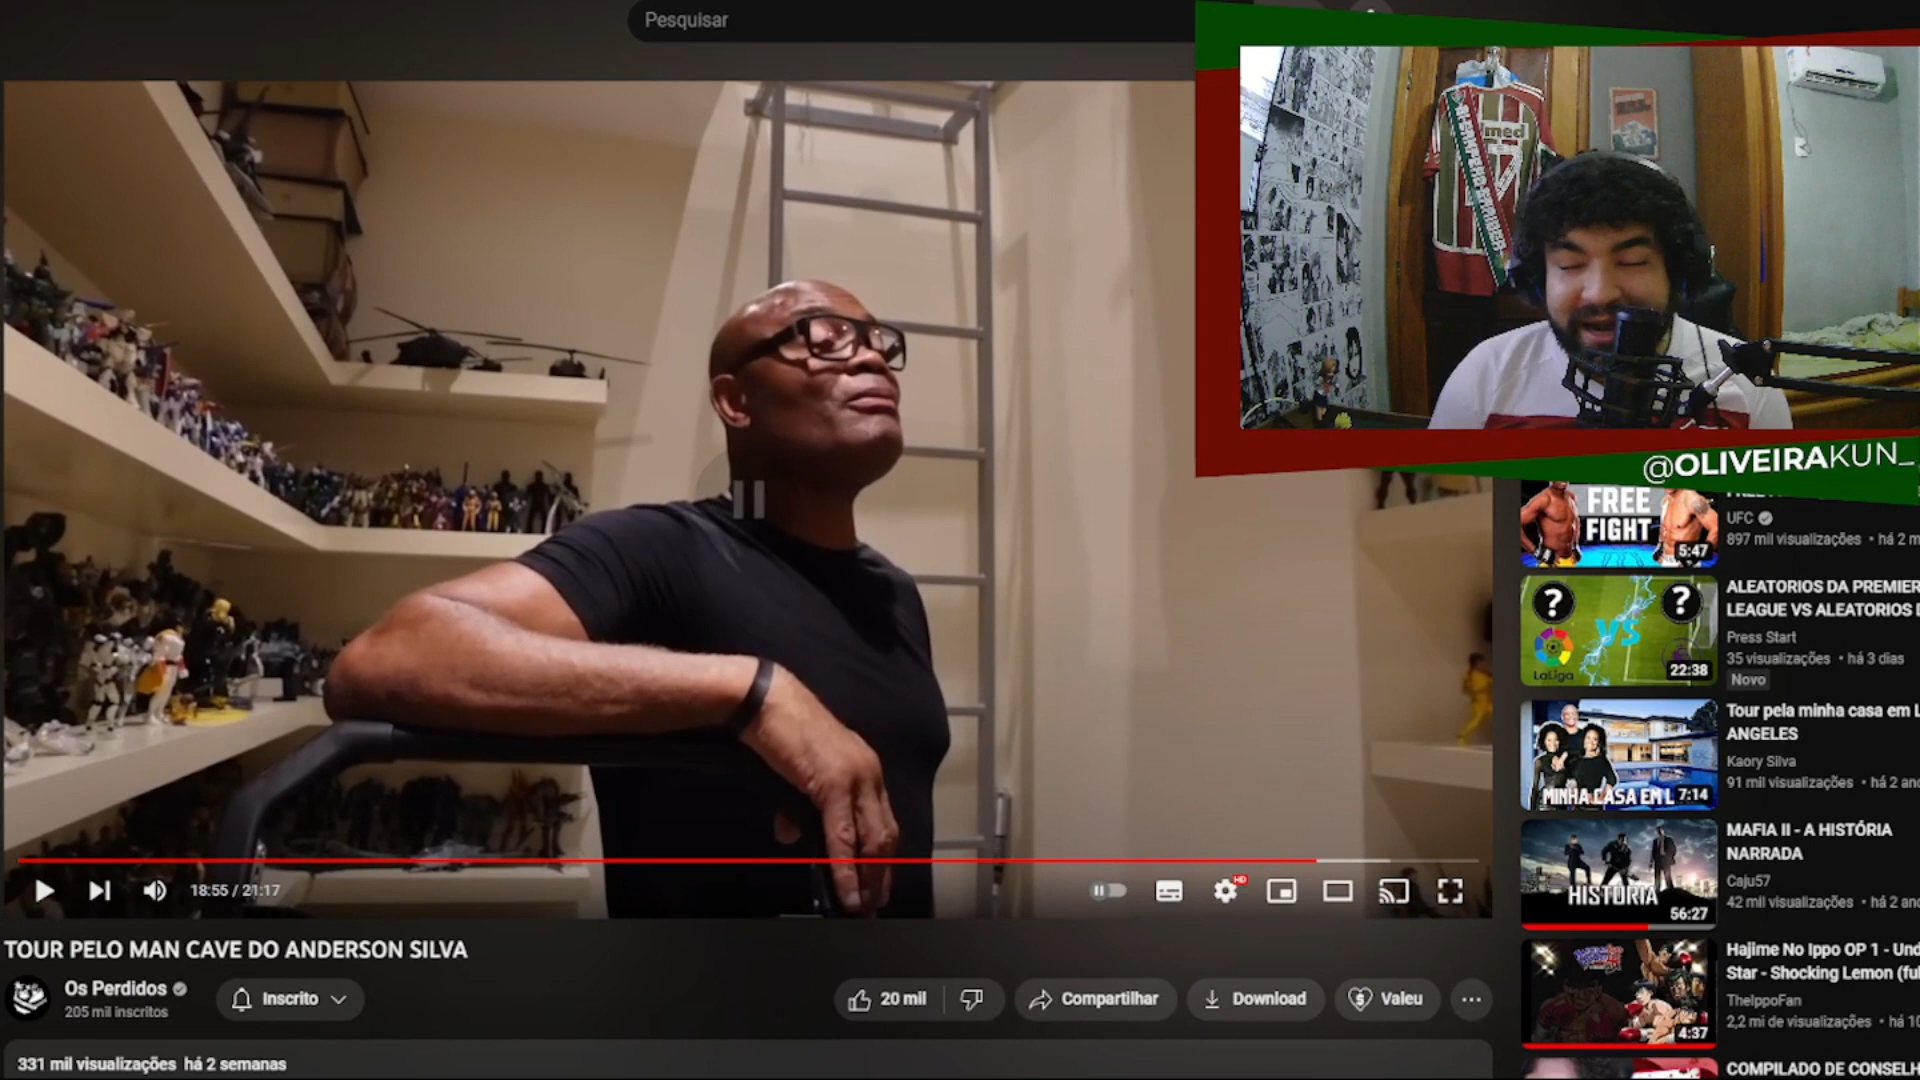 Pesquisar
med
@OLIVEIRAKUN_
FREE
FIGHT
5:47
UFC
897 mil visualizações • há 2 m
ALEATORIOS DA PREMIER
LEAGUE VS ALEATORIOS D
? VS ?
LaLiga
22:38
Press Start
35 visualizações • há 3 dias
Novo
Tour pela minha casa em L
ANGELES
Kaory Silva
91 mil visualizações • há 2 ano
MINHA CASA EM L
7:14
MAFIA II - A HISTÓRIA
NARRADA
Caju57
42 mil visualizações • há 2 ano
HISTÓRIA
56:27
Hajime No Ippo OP 1 - Und
Star - Shocking Lemon (ful
TheIppoFan
2,2 mi de visualizações • há 10
4:37
COMPILADO DE CONSELH
18:55 / 21:17
HD
TOUR PELO MAN CAVE DO ANDERSON SILVA
Os Perdidos
205 mil inscritos
Inscrito
20 mil
Compartilhar
Download
Valeu
331 mil visualizações há 2 semanas